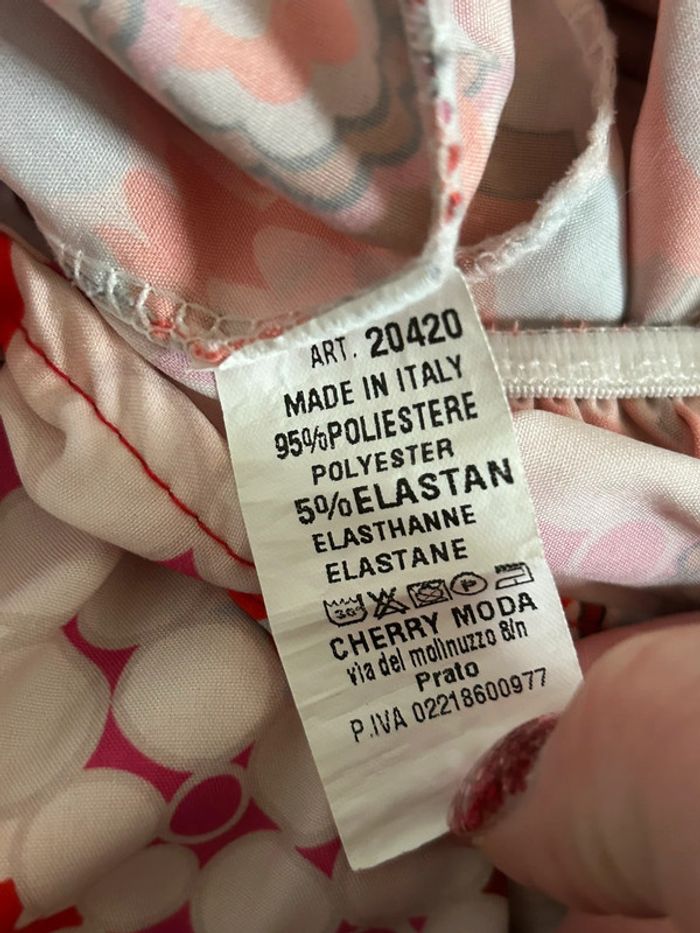 ART. 20420
MADE IN ITALY
95%POLIESTERE
POLYESTER
5%ELASTAN
ELASTHANNE
ELASTANE
30° P
CHERRY MODA
via del molinuzzo 8/n
Prato
P.IVA 02218600977